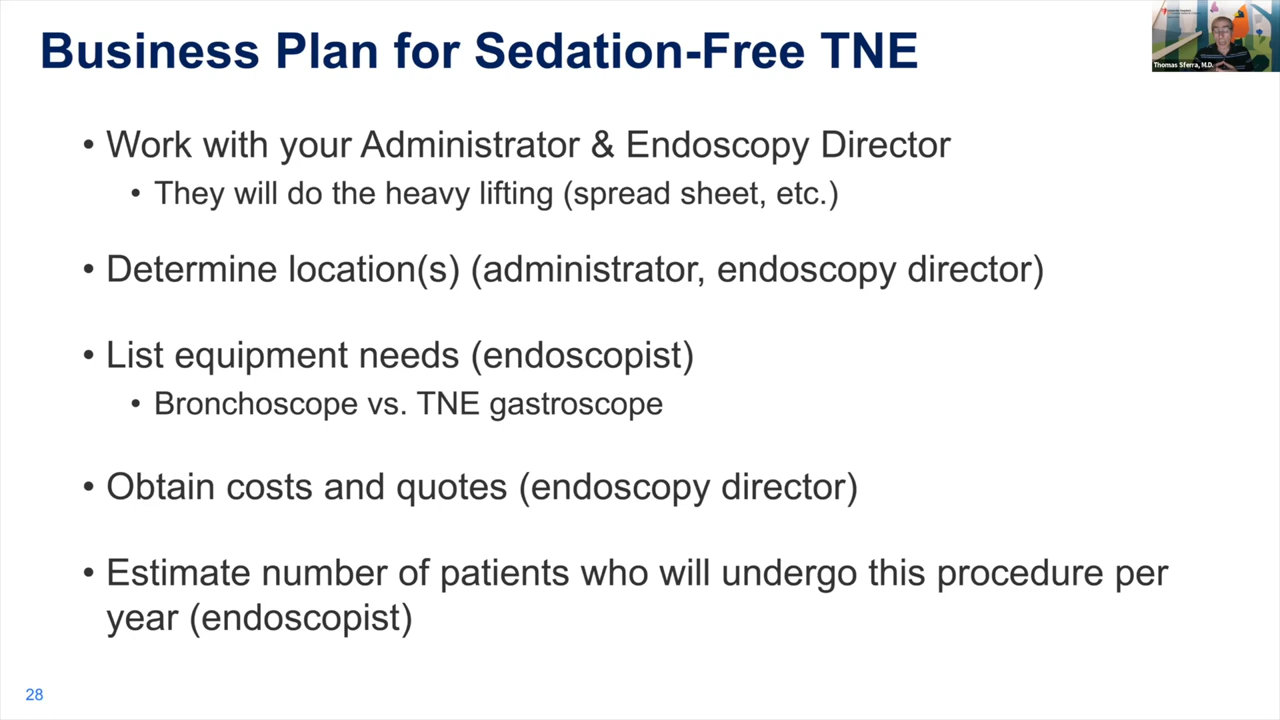 Business Plan for Sedation-Free TNE
Thomas Sferra, M.D.
• Work with your Administrator & Endoscopy Director
• They will do the heavy lifting (spread sheet, etc.)
• Determine location(s) (administrator, endoscopy director)
• List equipment needs (endoscopist)
• Bronchoscope vs. TNE gastroscope
• Obtain costs and quotes (endoscopy director)
• Estimate number of patients who will undergo this procedure per
year (endoscopist)
28